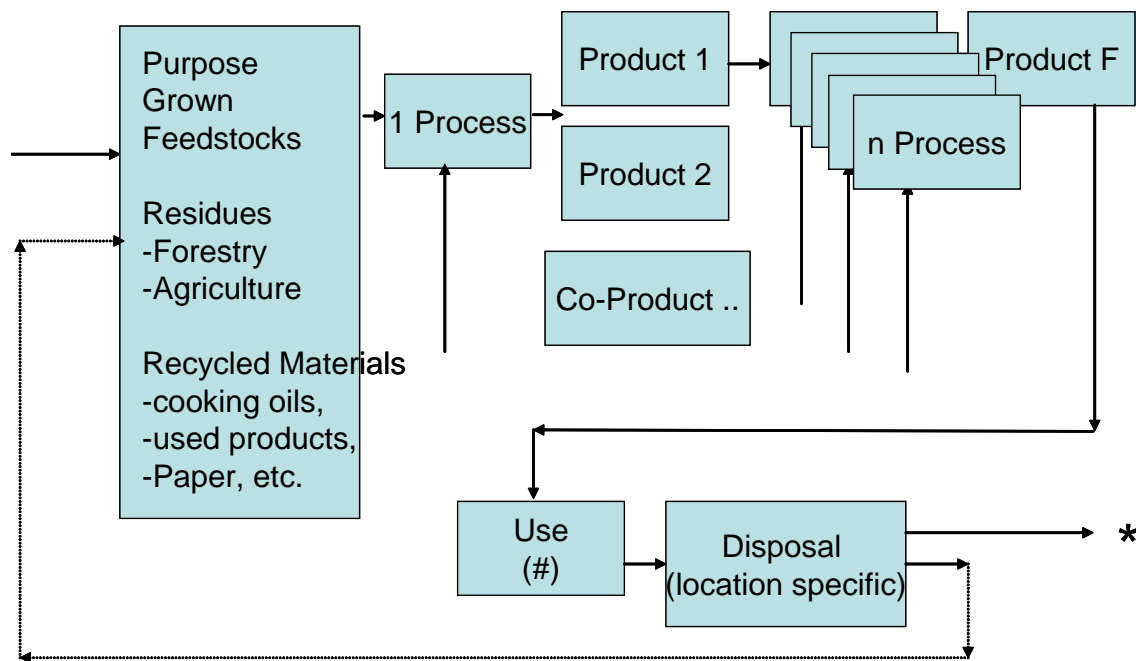 Purpose
Grown
Feedstocks
Residues
-Forestry
-Agriculture
Recycled Materials
-cooking oils,
-used products,
-Paper, etc.
1 Process
Product 1
Product 2
Co-Product ..
n Process
Product F
Use
(#)
Disposal
(location specific)
*